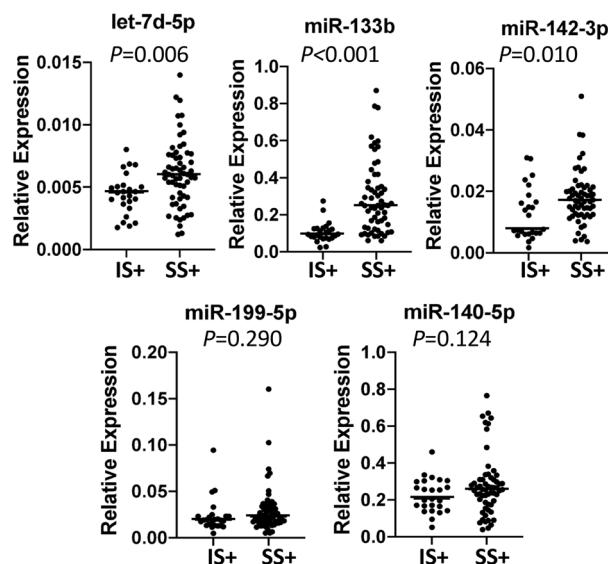 let-7d-5p
P=0.006
Relative Expression
0.015
0.010
0.005
0.000
IS+ SS+
miR-133b
P<0.001
Relative Expression
1.0
0.8
0.6
0.4
0.2
0.0
IS+ SS+
miR-142-3p
P=0.010
Relative Expression
0.06
0.04
0.02
0.00
IS+ SS+
miR-199-5p
P=0.290
Relative Expression
0.20
0.15
0.10
0.05
0.00
IS+ SS+
miR-140-5p
P=0.124
Relative Expression
1.0
0.8
0.6
0.4
0.2
0.0
IS+ SS+